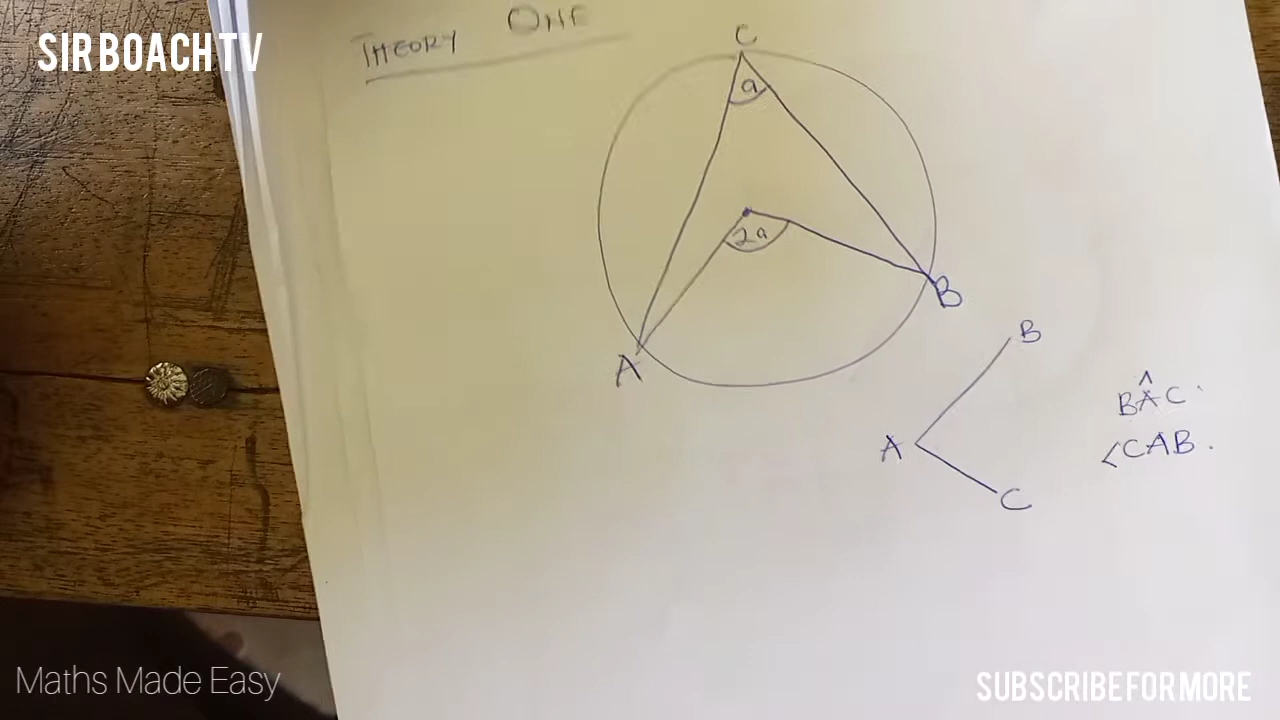 SIR BOACH TV
THEORY ONE
C
a
2a
B
A
B
BÂC
A
<CAB.
C
Maths Made Easy
SUBSCRIBE FOR MORE